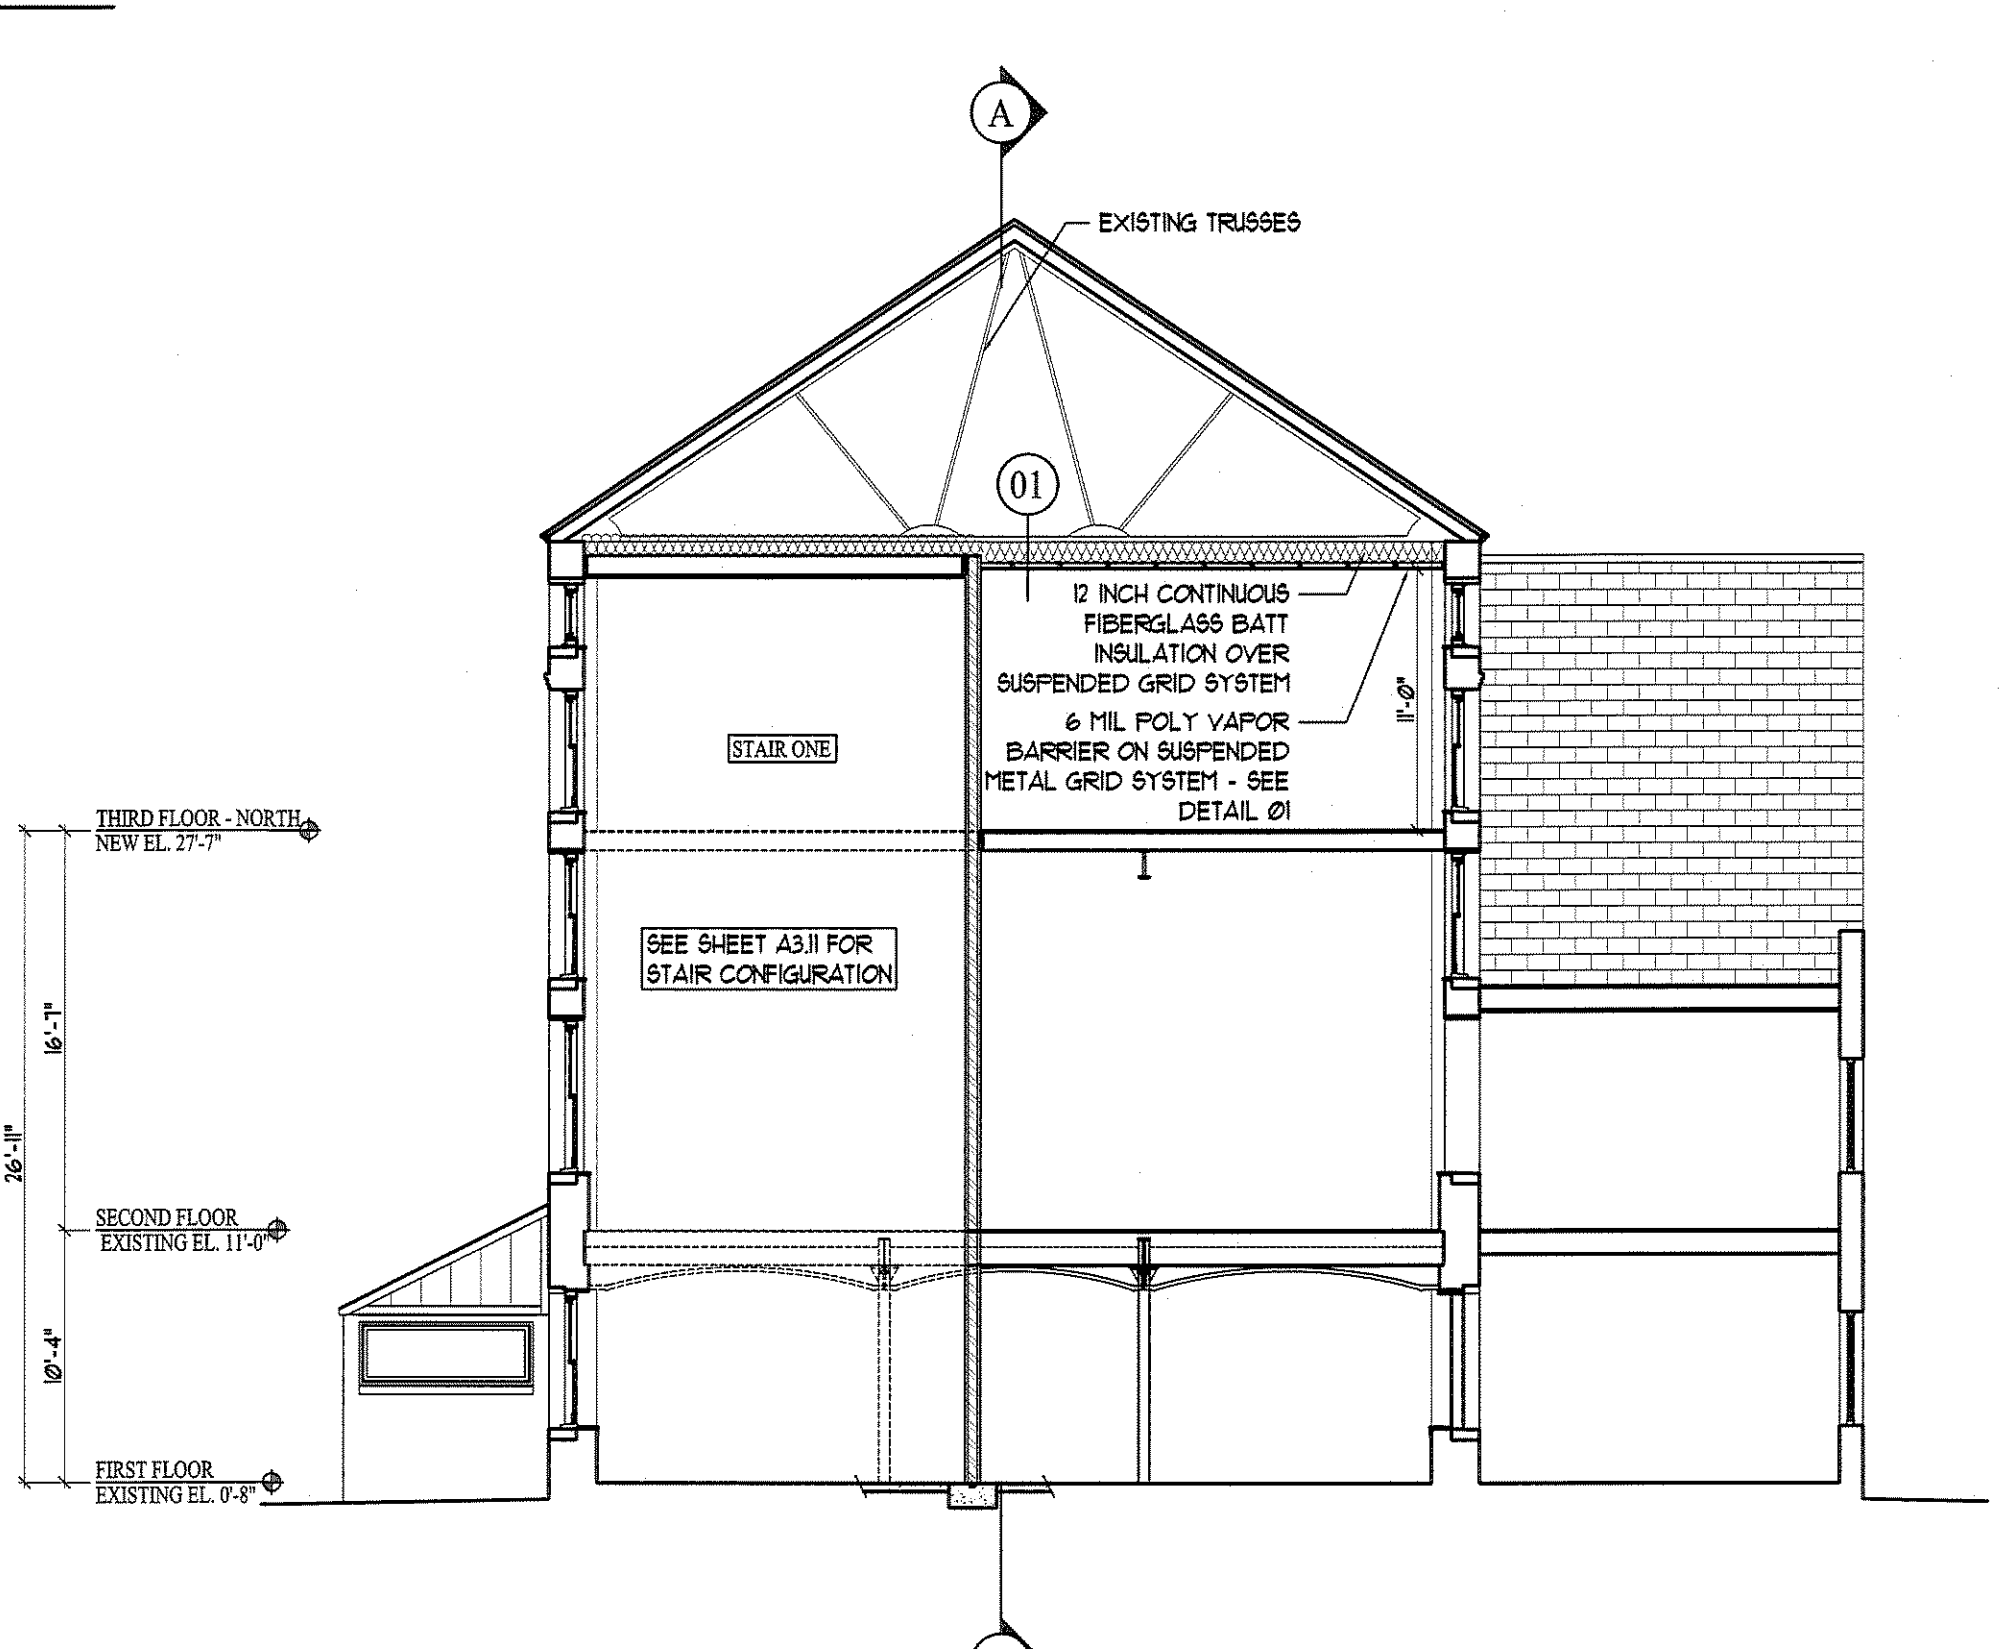 A
EXISTING TRUSSES
01
12 INCH CONTINUOUS
FIBERGLASS BATT
INSULATION OVER
SUSPENDED GRID SYSTEM
6 MIL POLY VAPOR
BARRIER ON SUSPENDED
METAL GRID SYSTEM - SEE
DETAIL 01
11'-0"
STAIR ONE
THIRD FLOOR - NORTH
NEW EL. 27'-7"
SEE SHEET A3.11 FOR
STAIR CONFIGURATION
16'-7"
26'-11"
SECOND FLOOR
EXISTING EL. 11'-0"
10'-4"
FIRST FLOOR
EXISTING EL. 0'-8"